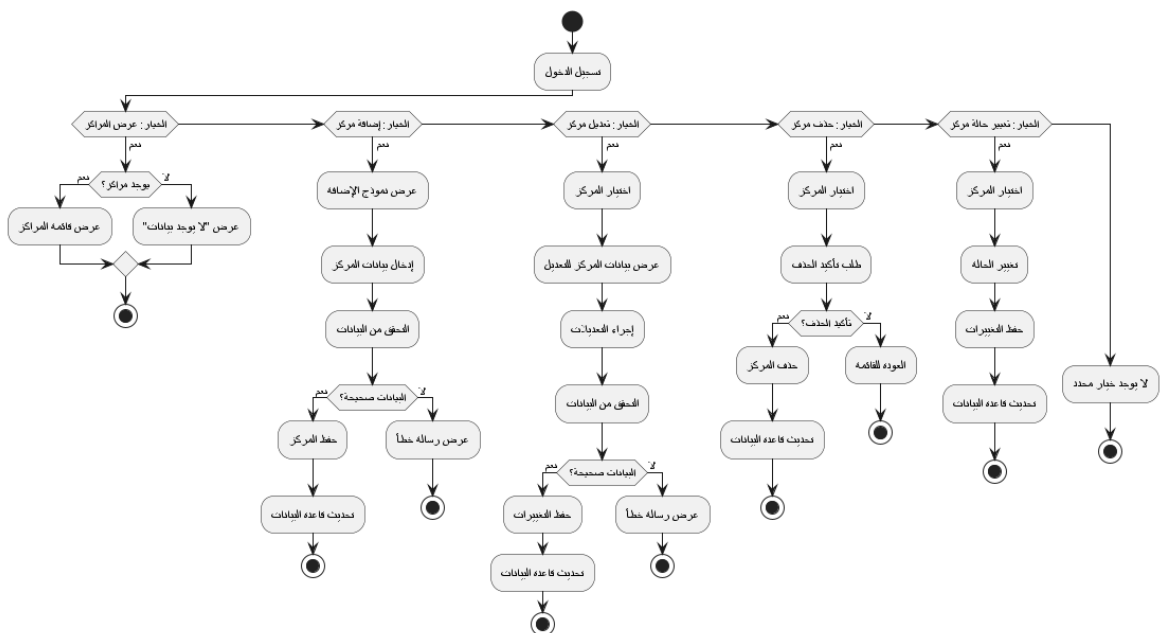 تسجيل الدخول
الخيار : عرض المراكز
نعم
يوجد مراكز؟
نعم
لا
عرض قائمة المراكز
عرض "لا يوجد بيانات"
الخيار : إضافة مركز
نعم
عرض نموذج الإضافة
إدخال بيانات المركز
التحقق من البيانات
البيانات صحيحة؟
نعم
لا
حفظ المركز
عرض رسالة خطأ
تحديث قاعدة البيانات
الخيار : تعديل مركز
نعم
اختيار المركز
عرض بيانات المركز للتعديل
إجراء التعديلات
التحقق من البيانات
البيانات صحيحة؟
نعم
لا
حفظ التغييرات
عرض رسالة خطأ
تحديث قاعدة البيانات
الخيار : حذف مركز
نعم
اختيار المركز
طلب تأكيد الحذف
تأكيد الحذف؟
نعم
لا
حذف المركز
العودة للقائمة
تحديث قاعدة البيانات
الخيار : تغيير حالة مركز
نعم
اختيار المركز
تغيير الحالة
حفظ التغييرات
تحديث قاعدة البيانات
لا يوجد خيار محدد